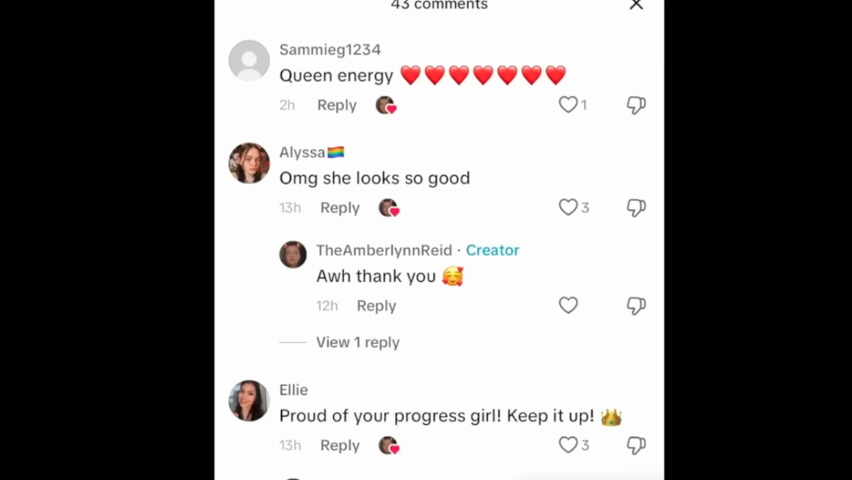 43 comments
Sammieg1234
Queen energy ❤️❤️❤️❤️❤️❤️❤️
2h Reply 1
Alyssa🏳️‍🌈
Omg she looks so good
13h Reply 3
TheAmberlynnReid · Creator
Awh thank you 🥰
12h Reply
View 1 reply
Ellie
Proud of your progress girl! Keep it up! 👑
13h Reply 3